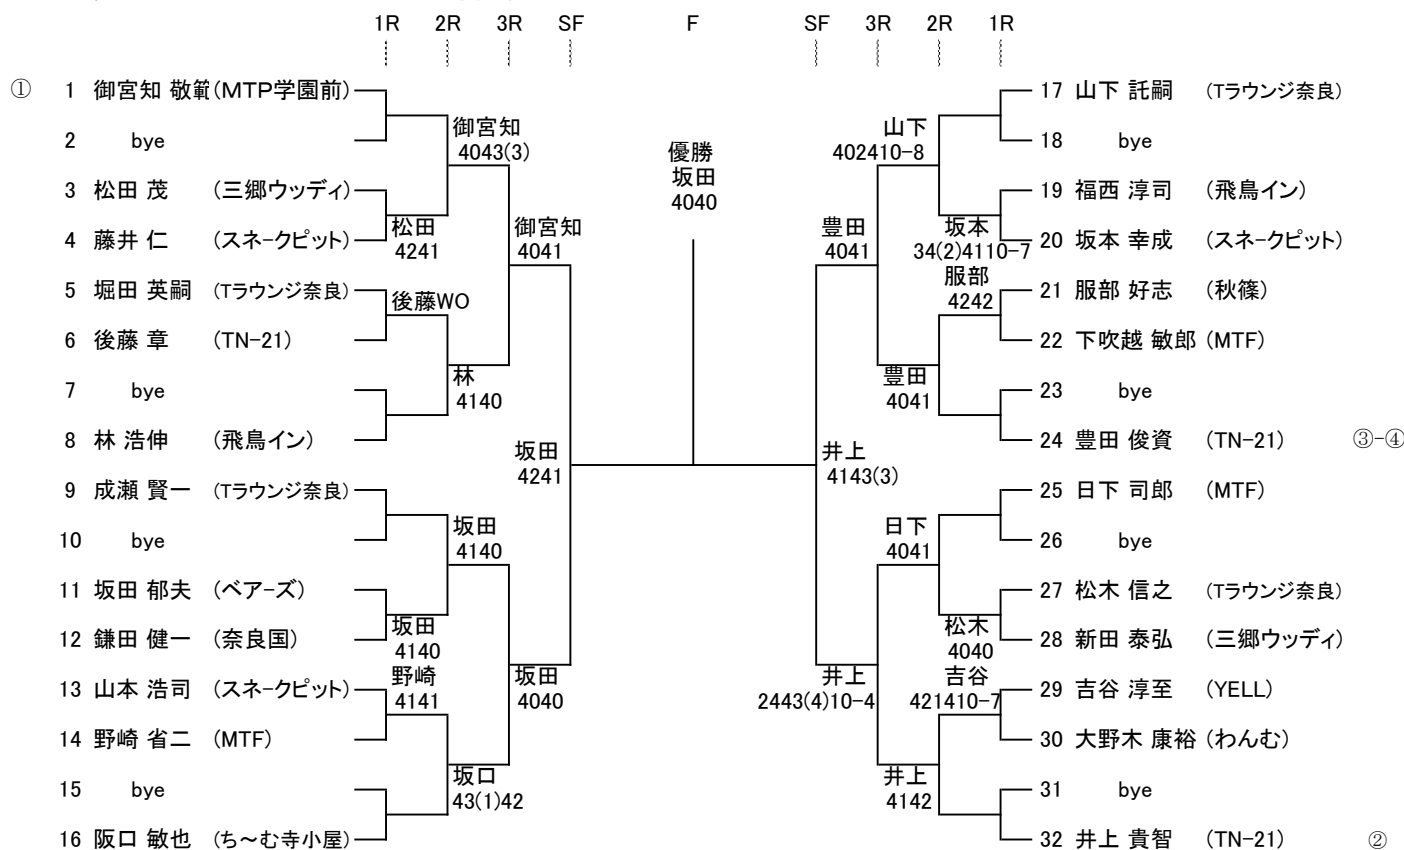 1R 2R 3R SF F SF 3R 2R 1R
① 1 御宮知 敬範 (MTP学園前)
2 bye
3 松田 茂 (三郷ウッディ)
4 藤井 仁 (スネークピット)
5 堀田 英嗣 (Tラウンジ奈良)
6 後藤 章 (TN-21)
7 bye
8 林 浩伸 (飛鳥イン)
9 成瀬 賢一 (Tラウンジ奈良)
10 bye
11 坂田 郁夫 (ベアーズ)
12 鎌田 健一 (奈良国)
13 山本 浩司 (スネークピット)
14 野崎 省二 (MTF)
15 bye
16 阪口 敏也 (ち～む寺小屋)
松田
4241
後藤WO
坂田
4140
野崎
4141
御宮知
4043(3)
林
4140
坂田
4140
坂口
43(1)42
御宮知
4041
坂田
4040
坂田
4241
優勝
坂田
4040
井上
4143(3)
豊田
4041
井上
2443(4)10-4
山下
402410-8
豊田
4041
日下
4041
井上
4142
坂本
34(2)4110-7
服部
4242
松木
4040
吉谷
421410-7
17 山下 託嗣 (Tラウンジ奈良)
18 bye
19 福西 淳司 (飛鳥イン)
20 坂本 幸成 (スネークピット)
21 服部 好志 (秋篠)
22 下吹越 敏郎 (MTF)
23 bye
24 豊田 俊資 (TN-21) ③-④
25 日下 司郎 (MTF)
26 bye
27 松木 信之 (Tラウンジ奈良)
28 新田 泰弘 (三郷ウッディ)
29 吉谷 淳至 (YELL)
30 大野木 康裕 (わんむ)
31 bye
32 井上 貴智 (TN-21) ②